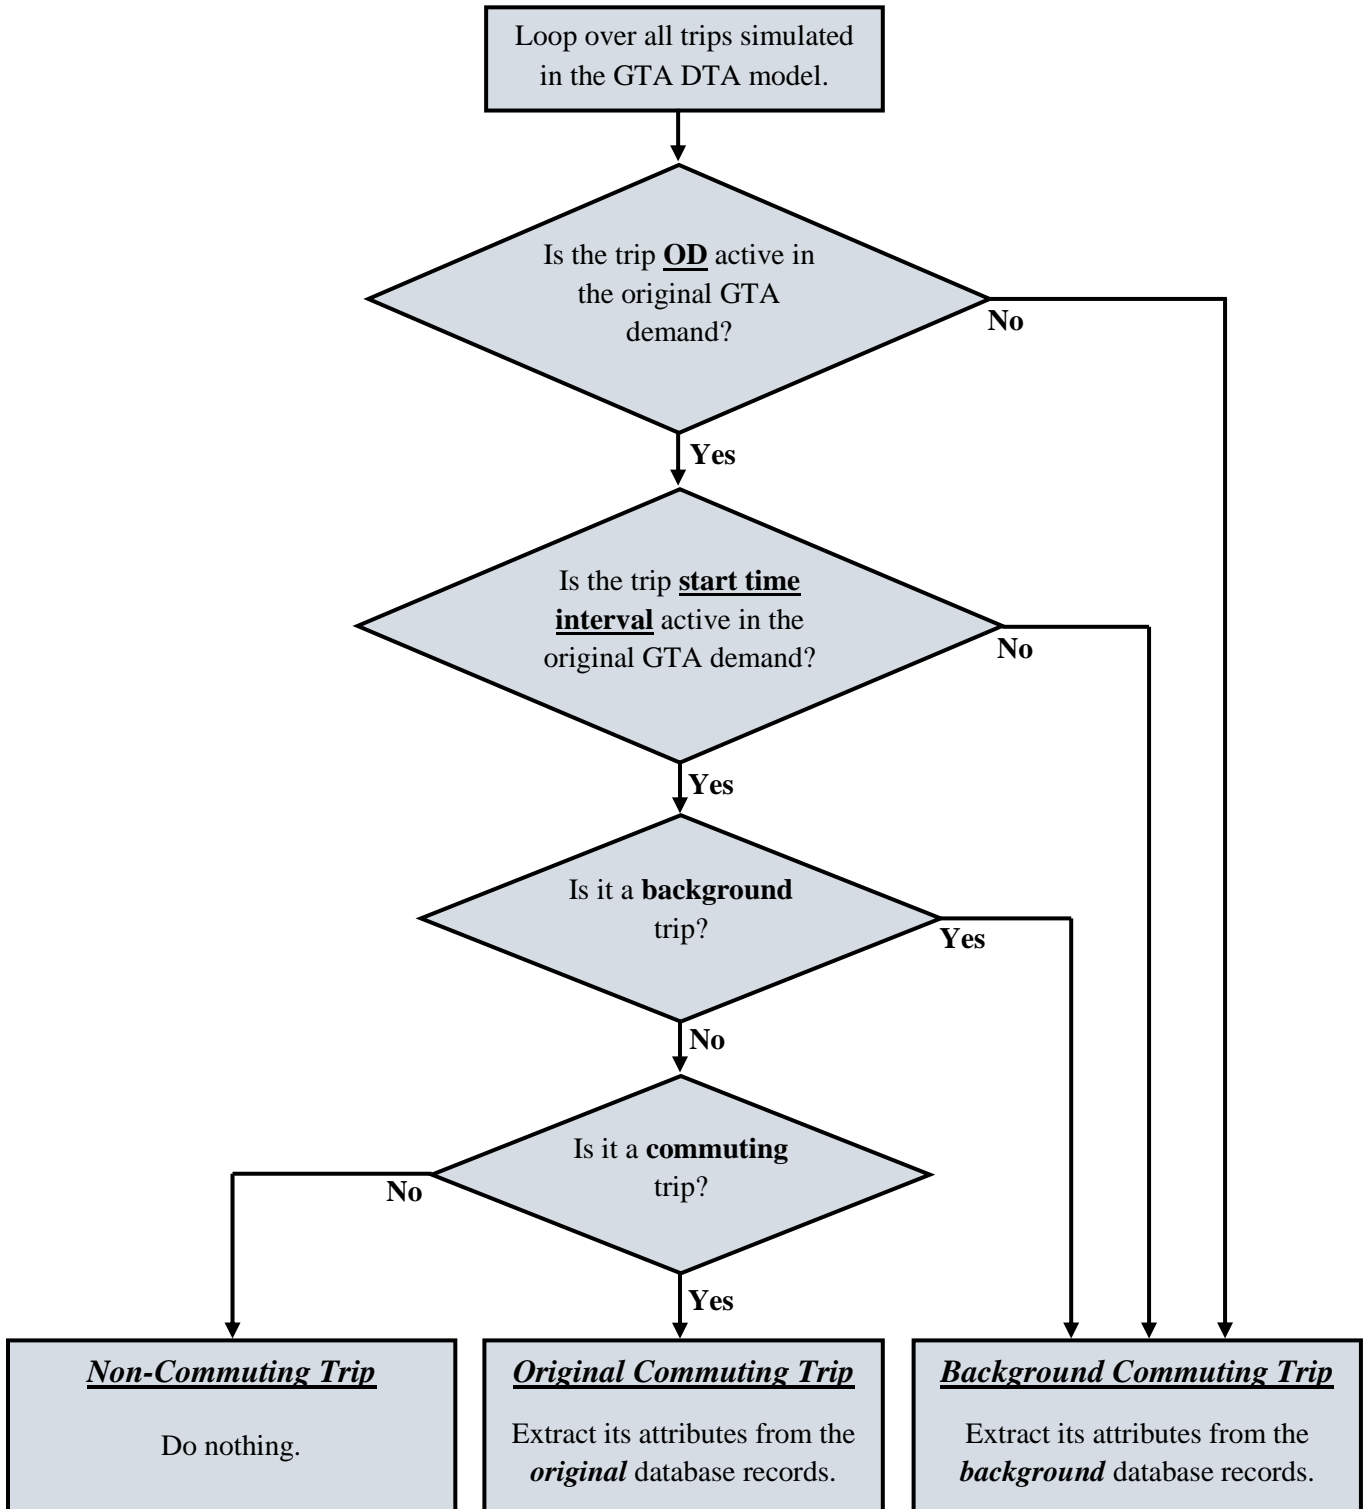 Loop over all trips simulated
in the GTA DTA model.
Is the trip OD active in
the original GTA
demand?
No
Yes
Is the trip start time
interval active in the
original GTA demand?
No
Yes
Is it a background
trip?
Yes
No
Is it a commuting
trip?
No
Yes
Non-Commuting Trip
Do nothing.
Original Commuting Trip
Extract its attributes from the
original database records.
Background Commuting Trip
Extract its attributes from the
background database records.